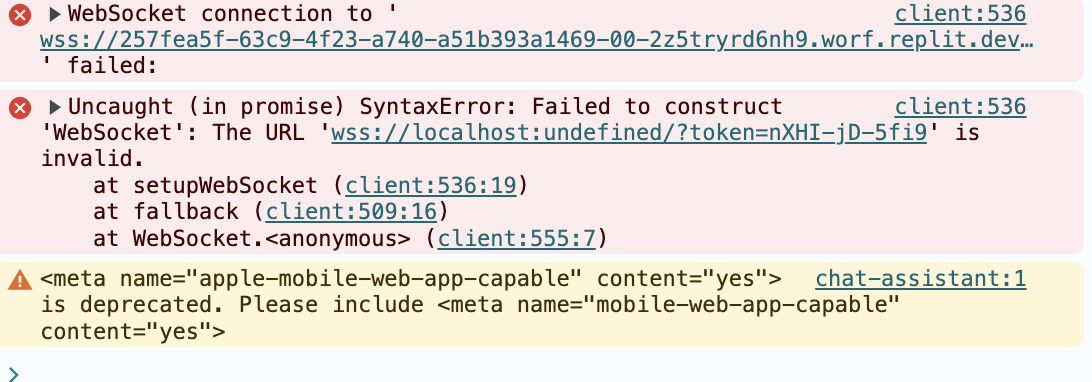 WebSocket connection to ' client:536
wss://257fea5f-63c9-4f23-a740-a51b393a1469-00-2z5tryrd6nh9.worf.replit.dev…
' failed:
Uncaught (in promise) SyntaxError: Failed to construct client:536
'WebSocket': The URL 'wss://localhost:undefined/?token=nXHI-jD-5fi9' is
invalid.
at setupWebSocket (client:536:19)
at fallback (client:509:16)
at WebSocket.<anonymous> (client:555:7)
<meta name="apple-mobile-web-app-capable" content="yes"> chat-assistant:1
is deprecated. Please include <meta name="mobile-web-app-capable"
content="yes">